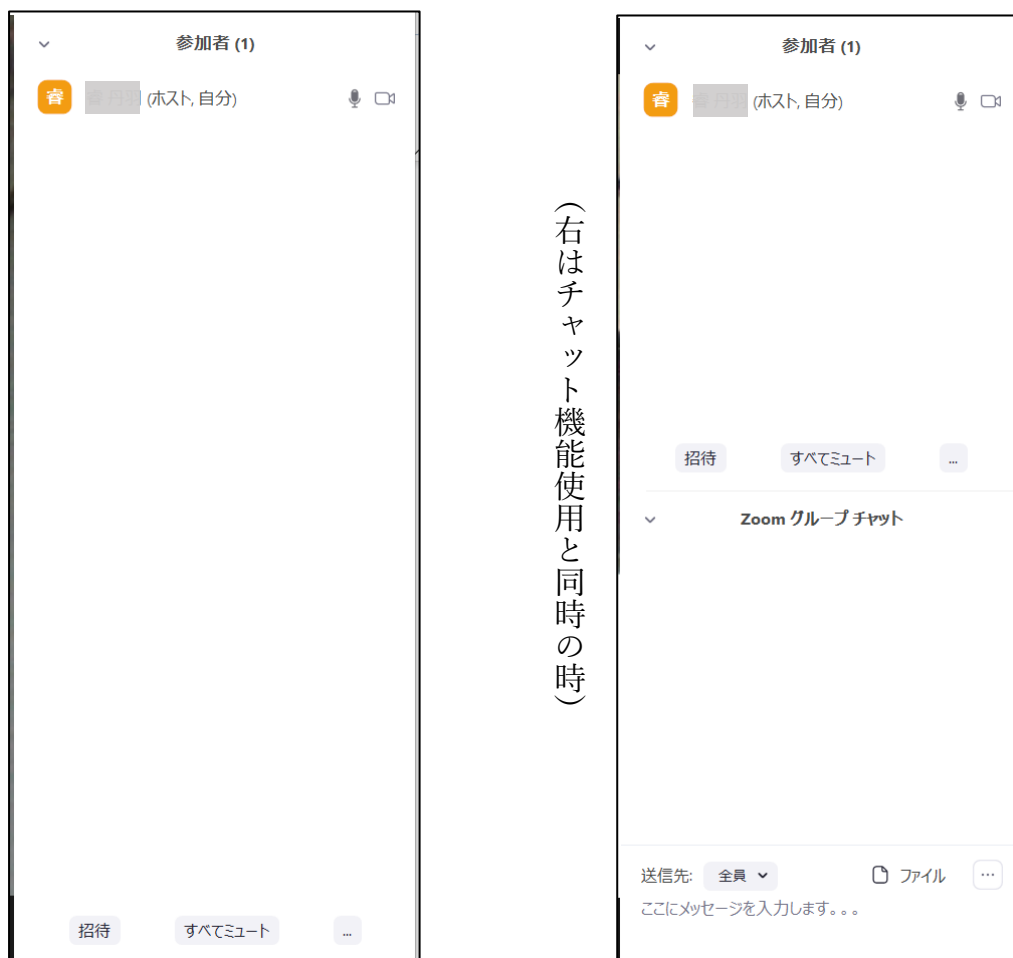 参加者 (1)
睿 (ホスト, 自分)
招待 すべてミュート ...
(右はチャット機能使用と同時の時)
参加者 (1)
睿 (ホスト, 自分)
招待 すべてミュート ...
Zoom グループ チャット
送信先: 全員 ファイル ...
ここにメッセージを入力します。。。